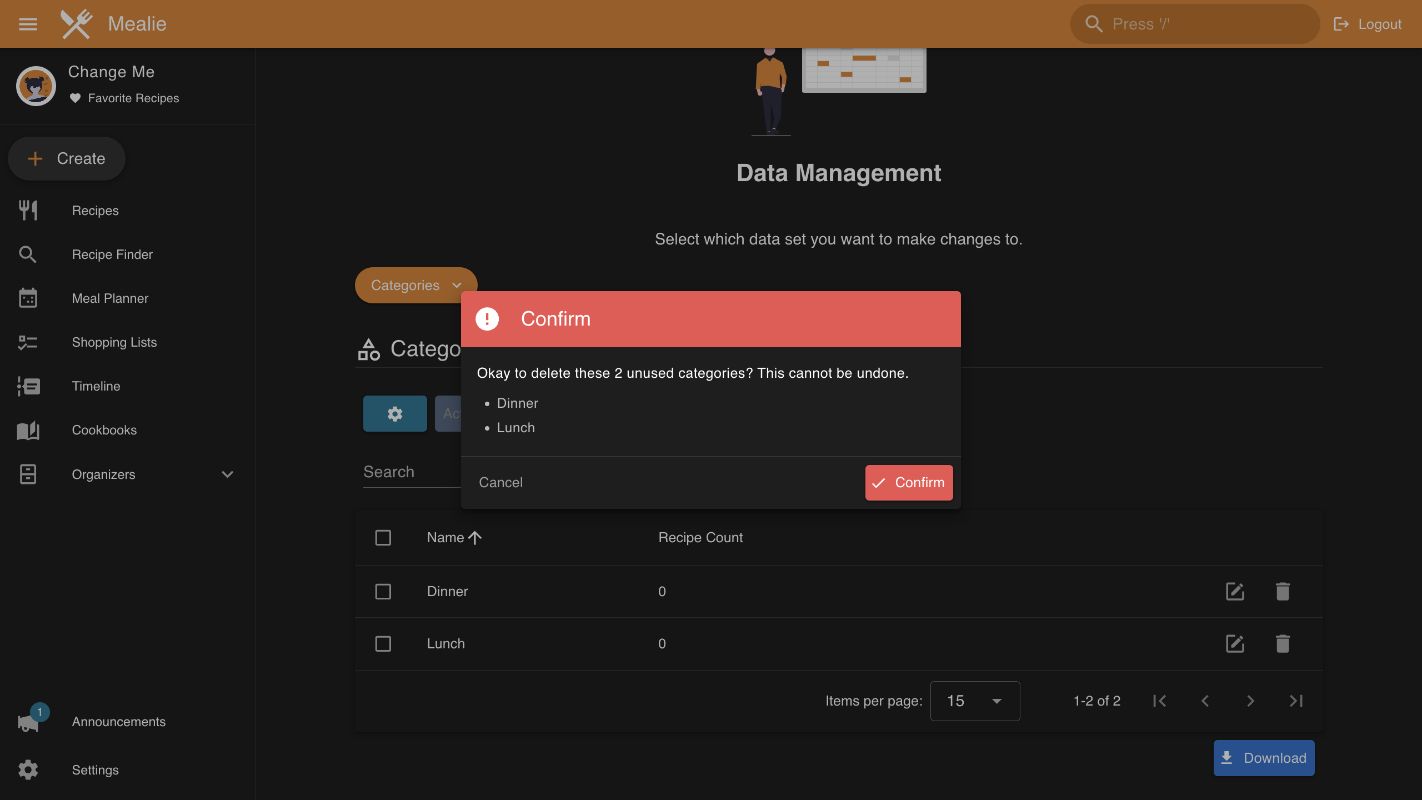 Mealie
Press '/'
Logout
Change Me
Favorite Recipes
Create
Recipes
Recipe Finder
Meal Planner
Shopping Lists
Timeline
Cookbooks
Organizers
1
Announcements
Settings
Data Management
Select which data set you want to make changes to.
Categories
Catego
Ac
Search
Confirm
Okay to delete these 2 unused categories? This cannot be undone.
Dinner
Lunch
Cancel
Confirm
Name Recipe Count
Dinner 0
Lunch 0
Items per page: 15 1-2 of 2
Download